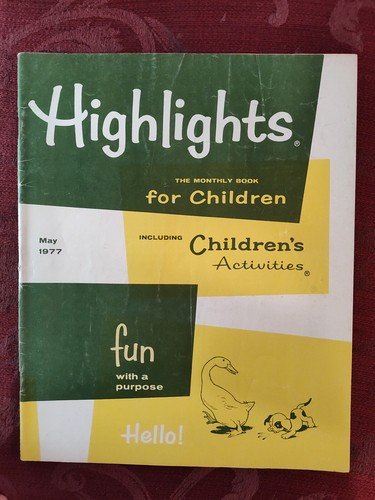 Highlights®
THE MONTHLY BOOK
for Children
May
1977
INCLUDING Children's
Activities®
fun
with a
purpose
Hello!